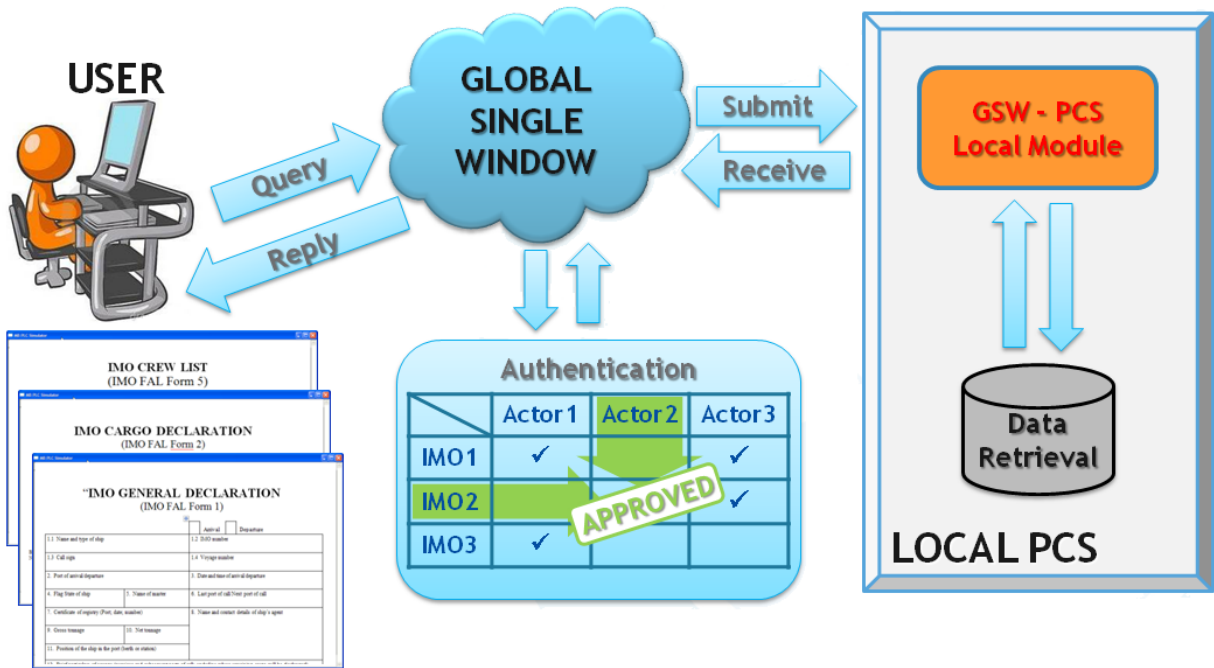 USER
GLOBAL
SINGLE
WINDOW
Query
Reply
Submit
Receive
GSW - PCS
Local Module
Data
Retrieval
LOCAL PCS
Authentication
Actor 1 Actor 2 Actor 3
IMO1 ✓ ✓
IMO2 APPROVED ✓
IMO3 ✓
IMO CREW LIST
(IMO FAL Form 5)
IMO CARGO DECLARATION
(IMO FAL Form 2)
"IMO GENERAL DECLARATION
(IMO FAL Form 1)
Arrival Departure
1.1 Name and type of ship 1.2 IMO number
1.3 Call sign 1.4 Voyage number
2. Port of arrival/departure 3. Date and time of arrival/departure
4. Flag State of ship 5. Name of master 6. Last port of call/Next port of call
7. Certificate of registry (Port; date; number) 8. Name and contact details of ship's agent
9. Gross tonnage 10. Net tonnage
11. Position of the ship in the port (berth or station)